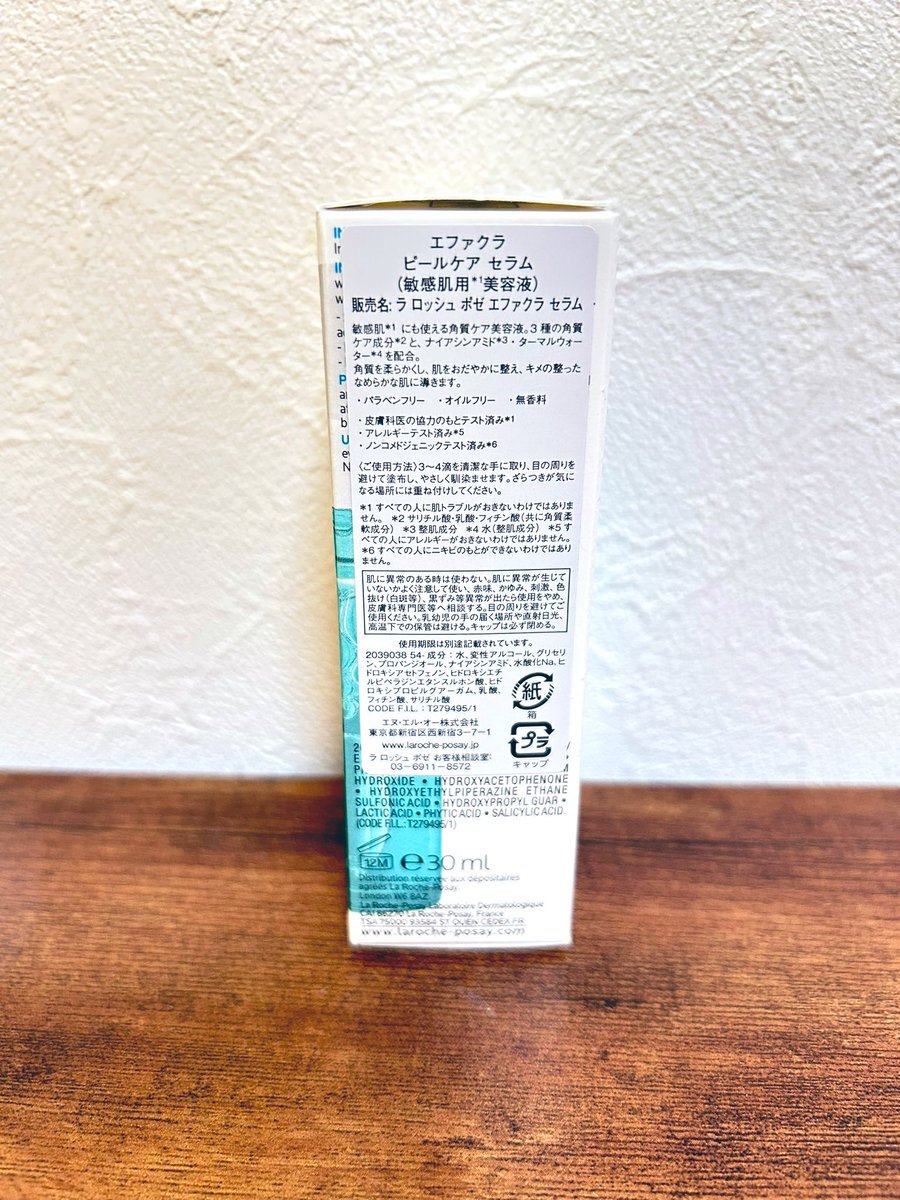 エファクラ
ピールケア セラム
(敏感肌用*1美容液)
販売名: ラ ロッシュ ポゼ エファクラ セラム
敏感肌*1 にも使える角質ケア美容液。3 種の角質
ケア成分*2 と、ナイアシンアミド*3・ターマルウォー
ター*4 を配合。
角質を柔らかくし、肌をおだやかに整え、キメの整った
なめらかな肌に導きます。
・パラベンフリー ・オイルフリー ・無香料
・皮膚科医の協力のもとテスト済み*1
・アレルギーテスト済み*5
・ノンコメドジェニックテスト済み*6
〈ご使用方法〉3〜4滴を清潔な手に取り、目の周りを
避けて塗布し、やさしく馴染ませます。ざらつきが気に
なる場所には重ね付けしてください。
*1 すべての人に肌トラブルがおきないわけではありま
せん。 *2 サリチル酸・乳酸・フィチン酸(共に角質柔
軟成分) *3 整肌成分 *4 水(整肌成分) *5 す
べての人にアレルギーがおきないわけではありません。
*6 すべての人にニキビのもとができないわけではあり
ません。
肌に異常のある時は使わない。肌に異常が生じて
いないかよく注意して使い、赤味、かゆみ、刺激、色
抜け(白斑等)、黒ずみ等異常が出たら使用をやめ、
皮膚科専門医等へ相談する。目の周りを避けてご
使用ください。乳幼児の手の届く場所や直射日光、
高温下での保管は避ける。キャップは必ず閉める。
使用期限は別途記載されています。
2039038 54- 成分:水、変性アルコール、グリセリ
ン、プロパンジオール、ナイアシンアミド、水酸化Na、ヒ
ドロキシアセトフェノン、ヒドロキシエチ
ルピペラジンエタンスルホン酸、ヒドロ
キシプロピルグアーガム、乳酸、
フィチン酸、サリチル酸
CODE F.I.L. : T279495/1
紙
箱
エヌ・エル・オー株式会社
東京都新宿区西新宿3-7-1
www.laroche-posay.jp
ラ ロッシュ ポゼ お客様相談室:
03-6911-8572
プラ
キャップ
HYDROXIDE • HYDROXYACETOPHENONE
• HYDROXYETHYLPIPERAZINE ETHANE
SULFONIC ACID • HYDROXYPROPYL GUAR •
LACTIC ACID • PHYTIC ACID • SALICYLIC ACID.
(CODE F.I.L.: T279495/1)
12M e 30 ml
Distribution réservée aux dépositaires
agréés La Roche-Posay.
London W6 8AZ.
La Roche-Posay Laboratoire Dermatologique
CAI 86270 La Roche-Posay, France
TSA 75000 93584 ST OUEN CEDEX FR
www.laroche-posay.com